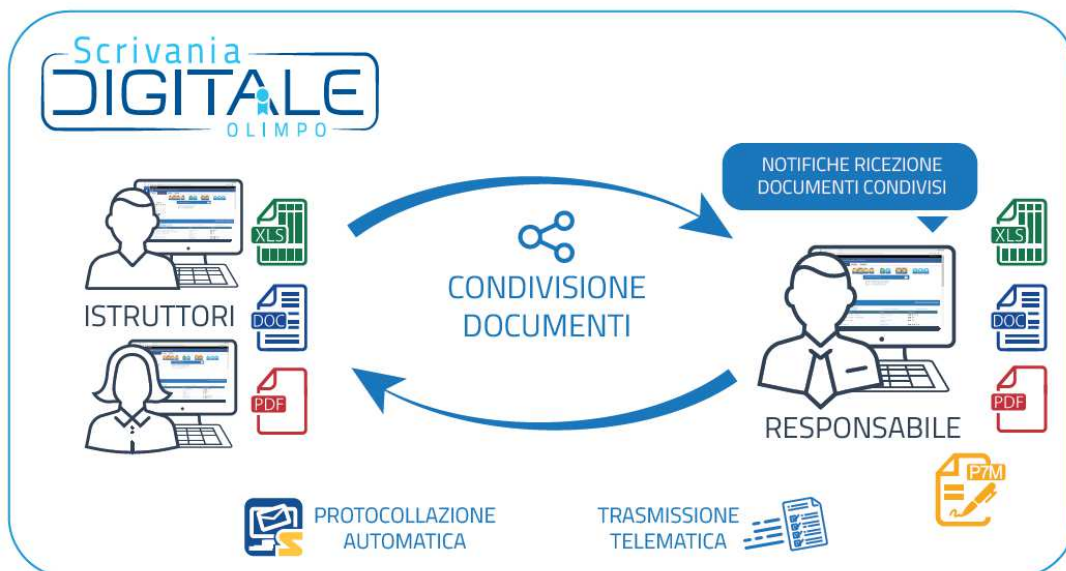 Scrivania
DIGITALE
OLIMPO
NOTIFICHE RICEZIONE
DOCUMENTI CONDIVISI
XLS
ISTRUTTORI
DOC
PDF
CONDIVISIONE
DOCUMENTI
XLS
DOC
PDF
RESPONSABILE
P7M
PROTOCOLLAZIONE
AUTOMATICA
TRASMISSIONE
TELEMATICA